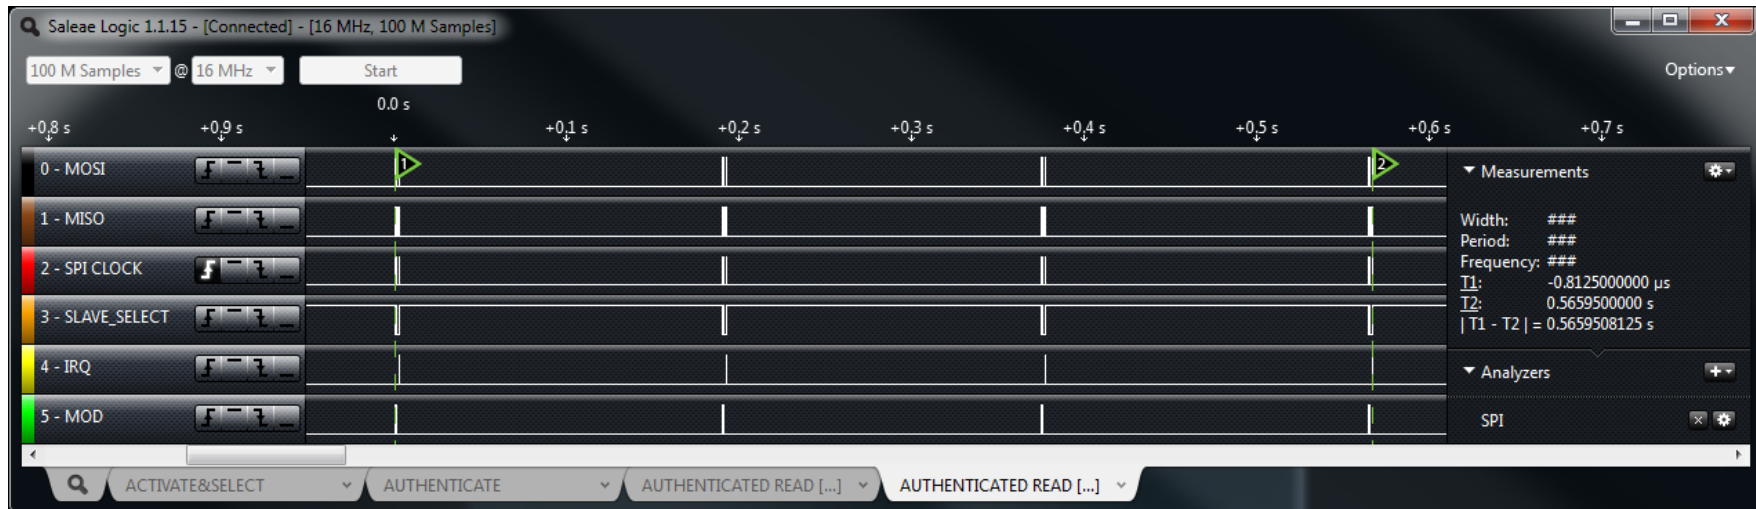 Saleae Logic 1.1.15 - [Connected] - [16 MHz, 100 M Samples]
100 M Samples @ 16 MHz Start Options
0.0 s
+0,8 s +0,9 s +0,1 s +0,2 s +0,3 s +0,4 s +0,5 s +0,6 s +0,7 s
0 - MOSI 1 2 Measurements
1 - MISO Width: ###
Period: ###
2 - SPI CLOCK Frequency: ###
T1: -0.8125000000 µs
T2: 0.5659500000 s
3 - SLAVE_SELECT | T1 - T2 | = 0.5659508125 s
4 - IRQ Analyzers
5 - MOD SPI
ACTIVATE&SELECT AUTHENTICATE AUTHENTICATED READ [...] AUTHENTICATED READ [...]